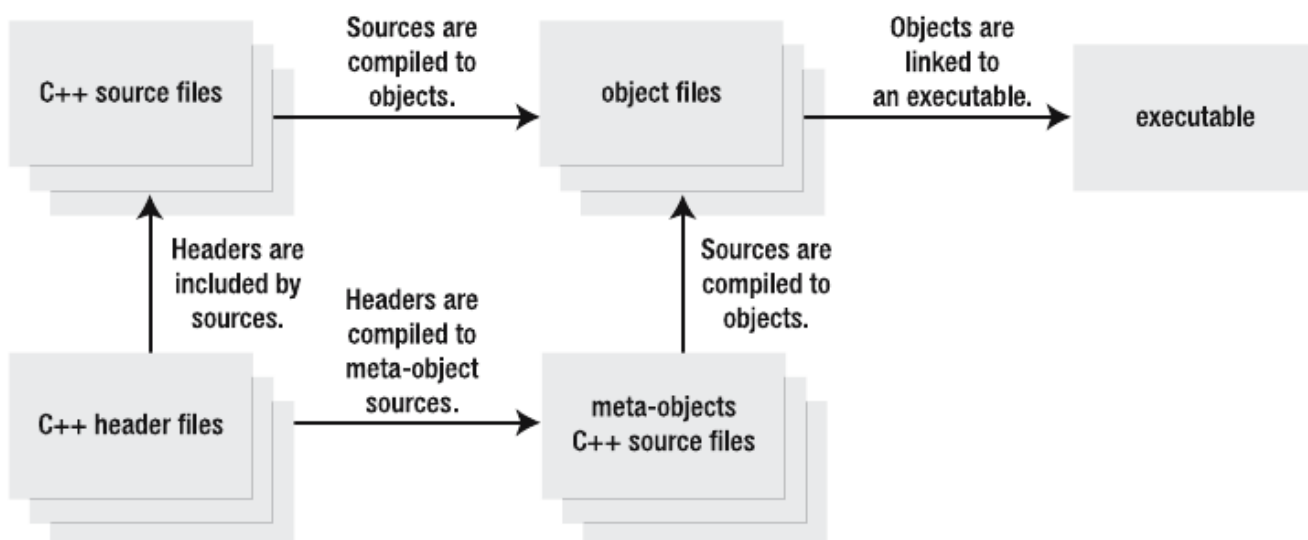 Sources are
compiled to
objects.
Objects are
linked to
an executable.
C++ source files
object files
executable
Headers are
included by
sources.
Headers are
compiled to
meta-object
sources.
Sources are
compiled to
objects.
C++ header files
meta-objects
C++ source files